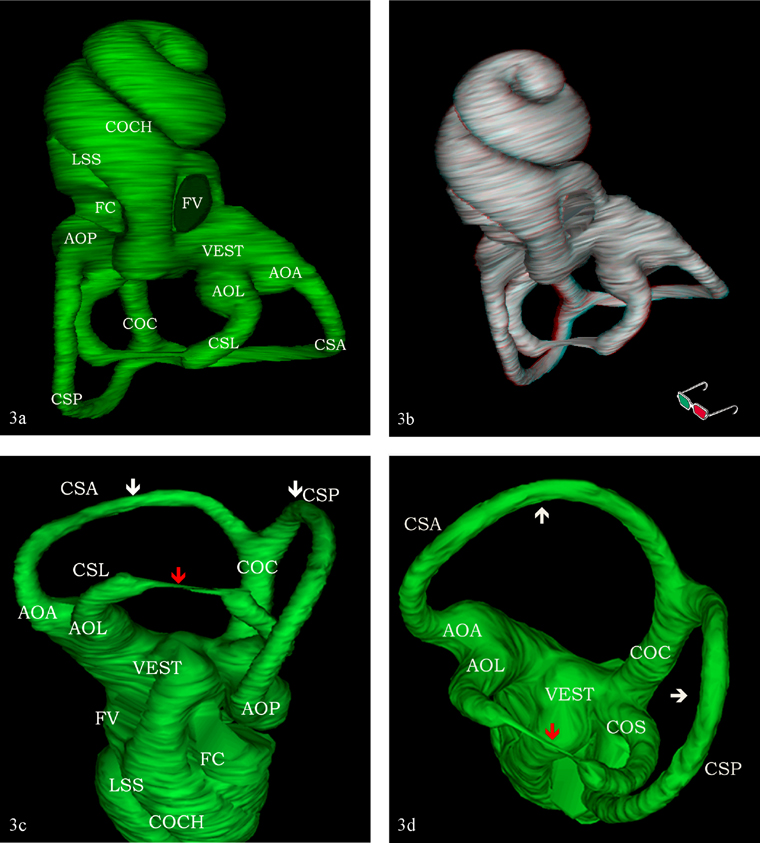 COCH
LSS
FC
FV
AOP
VEST
AOL
AOA
COC
CSL
CSA
CSP
3a
3b
CSA
CSP
CSL
COC
AOA
AOL
VEST
AOP
FV
FC
LSS
COCH
3c
CSA
AOA
AOL
COC
VEST
COS
CSP
3d